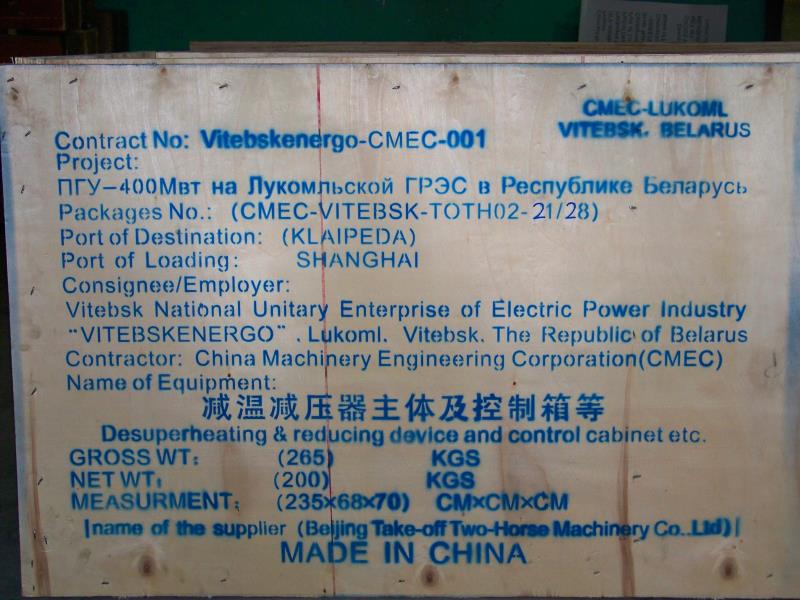 CMEC-LUKOML
VITEBSK. BELARUS
Contract No: Vitebskenergo-CMEC-001
Project:
ПГУ-400Мвт на Лукомльской ГРЭС в Республике Беларусь
Packages No.: (CMEC-VITEBSK-TOTH02-21/28)
Port of Destination: (KLAIPEDA)
Port of Loading: SHANGHAI
Consignee/Employer:
Vitebsk National Unitary Enterprise of Electric Power Industry
"VITEBSKENERGO" . Lukoml. Vitebsk. The Republic of Belarus
Contractor: China Machinery Engineering Corporation(CMEC)
Name of Equipment:
减温减压器主体及控制箱等
Desuperheating & reducing device and control cabinet etc.
GROSS WT: (265) KGS
NET WT: (200) KGS
MEASURMENT: (235×68×70) CM×CM×CM
|name of the supplier (Beijing Take-off Two-Horse Machinery Co..Ltd)|
MADE IN CHINA